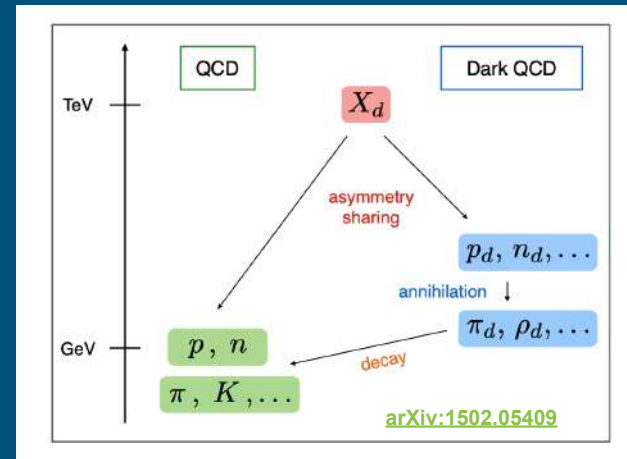 QCD
Dark QCD
TeV
X_d
asymmetry
sharing
p_d, n_d, ...
annihilation
π_d, ρ_d, ...
GeV
p , n
decay
π , K , ...
arXiv:1502.05409